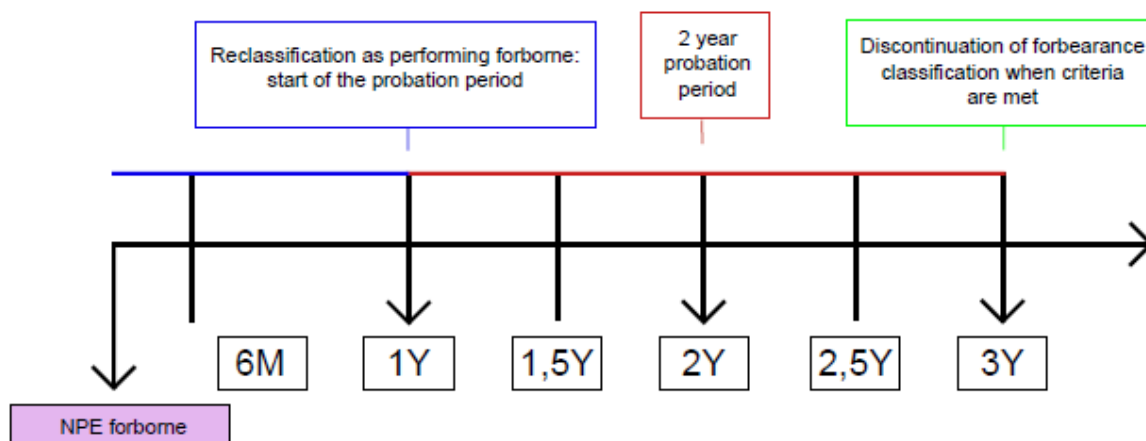 Reclassification as performing forborne:
start of the probation period
2 year
probation
period
Discontinuation of forbearance
classification when criteria
are met
6M
1Y
1,5Y
2Y
2,5Y
3Y
NPE forborne